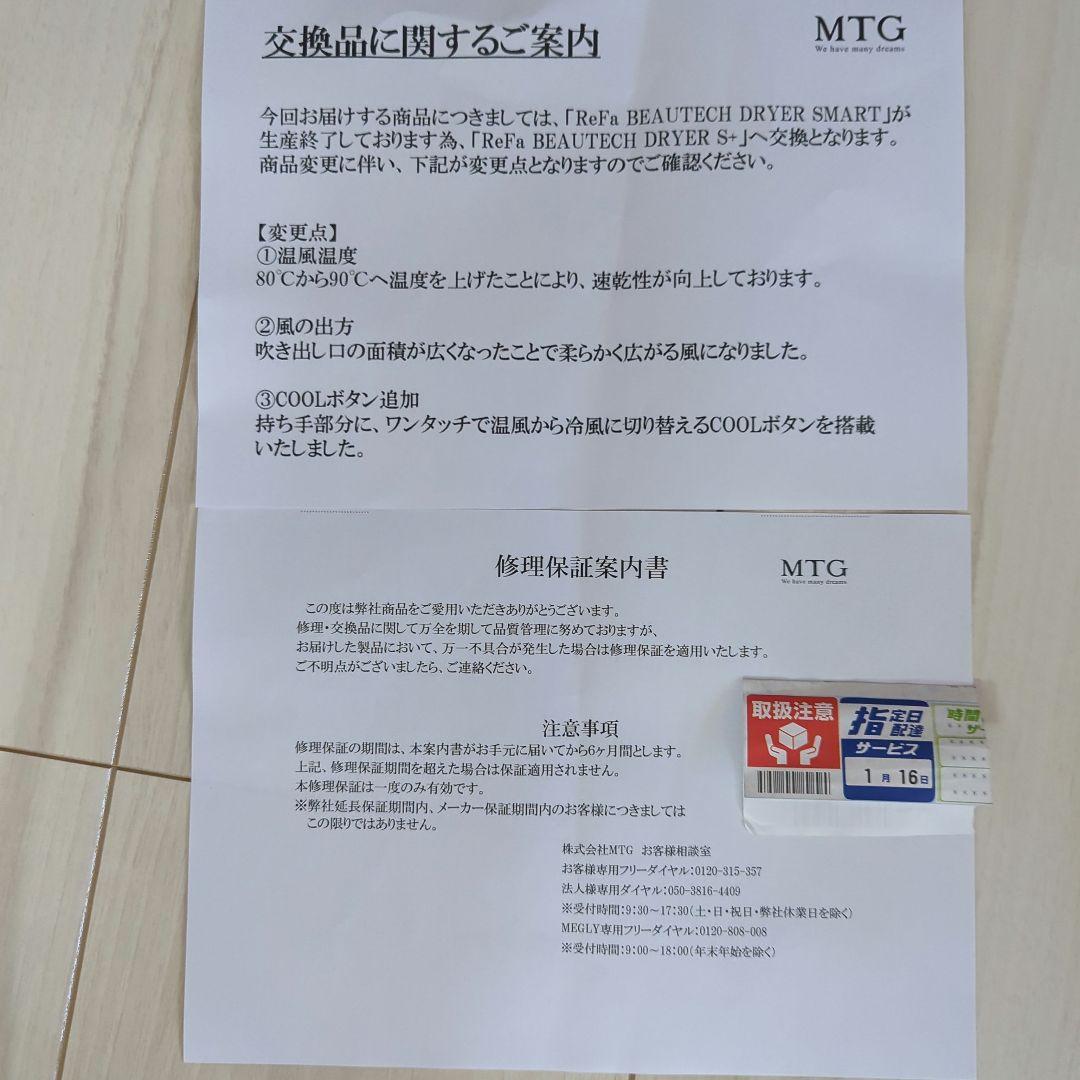 交換品に関するご案内
MTG
We have many dreams
今回お届けする商品につきましては、「ReFa BEAUTECH DRYER SMART」が
生産終了しております為、「ReFa BEAUTECH DRYER S+」へ交換となります。
商品変更に伴い、下記が変更点となりますのでご確認ください。
【変更点】
①温風温度
80℃から90℃へ温度を上げたことにより、速乾性が向上しております。
②風の出方
吹き出し口の面積が広くなったことで柔らかく広がる風になりました。
③COOLボタン追加
持ち手部分に、ワンタッチで温風から冷風に切り替えるCOOLボタンを搭載
いたしました。
修理保証案内書
MTG
We have many dreams
この度は弊社商品をご愛用いただきありがとうございます。
修理・交換品に関して万全を期して品質管理に努めておりますが、
お届けした製品において、万一不具合が発生した場合は修理保証を適用いたします。
ご不明点がございましたら、ご連絡ください。
注意事項
修理保証の期間は、本案内書がお手元に届いてから6ヶ月間とします。
上記、修理保証期間を超えた場合は保証適用されません。
本修理保証は一度のみ有効です。
※弊社延長保証期間内、メーカー保証期間内のお客様につきましては
この限りではありません。
取扱注意
指定日配達
サービス
1月16日
時間
サー
株式会社MTG お客様相談室
お客様専用フリーダイヤル：0120-315-357
法人様専用ダイヤル：050-3816-4409
※受付時間：9:30～17:30（土・日・祝日・弊社休業日を除く）
MEGLY専用フリーダイヤル：0120-808-008
※受付時間：9:00～18:00（年末年始を除く）